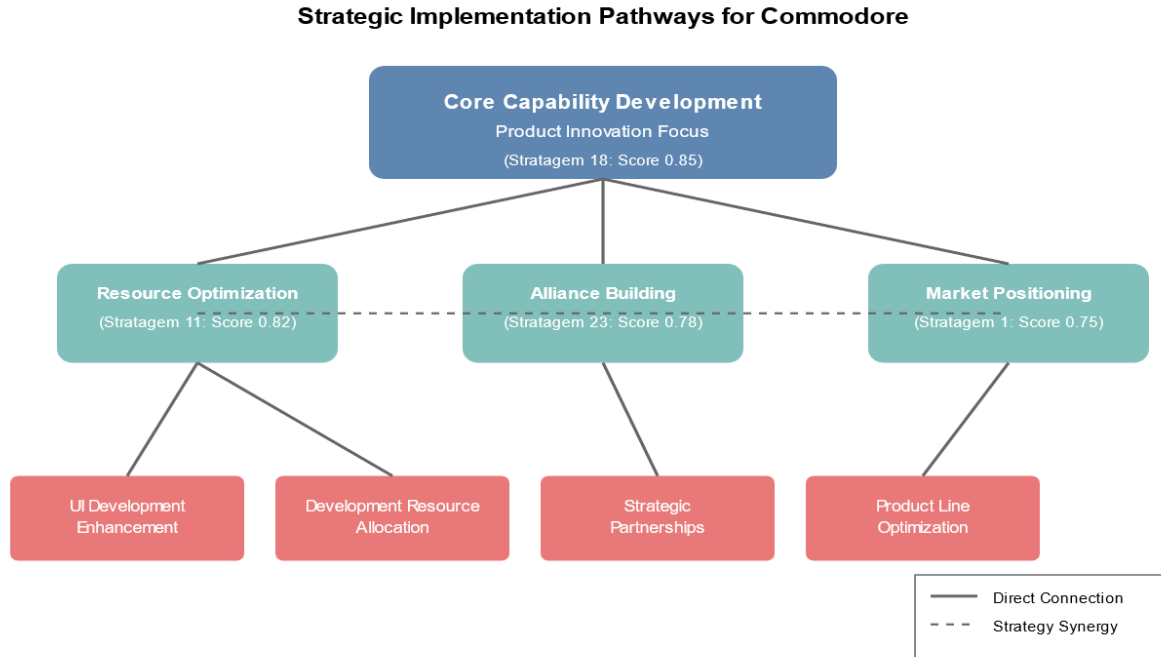 Strategic Implementation Pathways for Commodore
Core Capability Development
Product Innovation Focus
(Stratagem 18: Score 0.85)
Resource Optimization
(Stratagem 11: Score 0.82)
Alliance Building
(Stratagem 23: Score 0.78)
Market Positioning
(Stratagem 1: Score 0.75)
UI Development
Enhancement
Development Resource
Allocation
Strategic
Partnerships
Product Line
Optimization
Direct Connection
Strategy Synergy